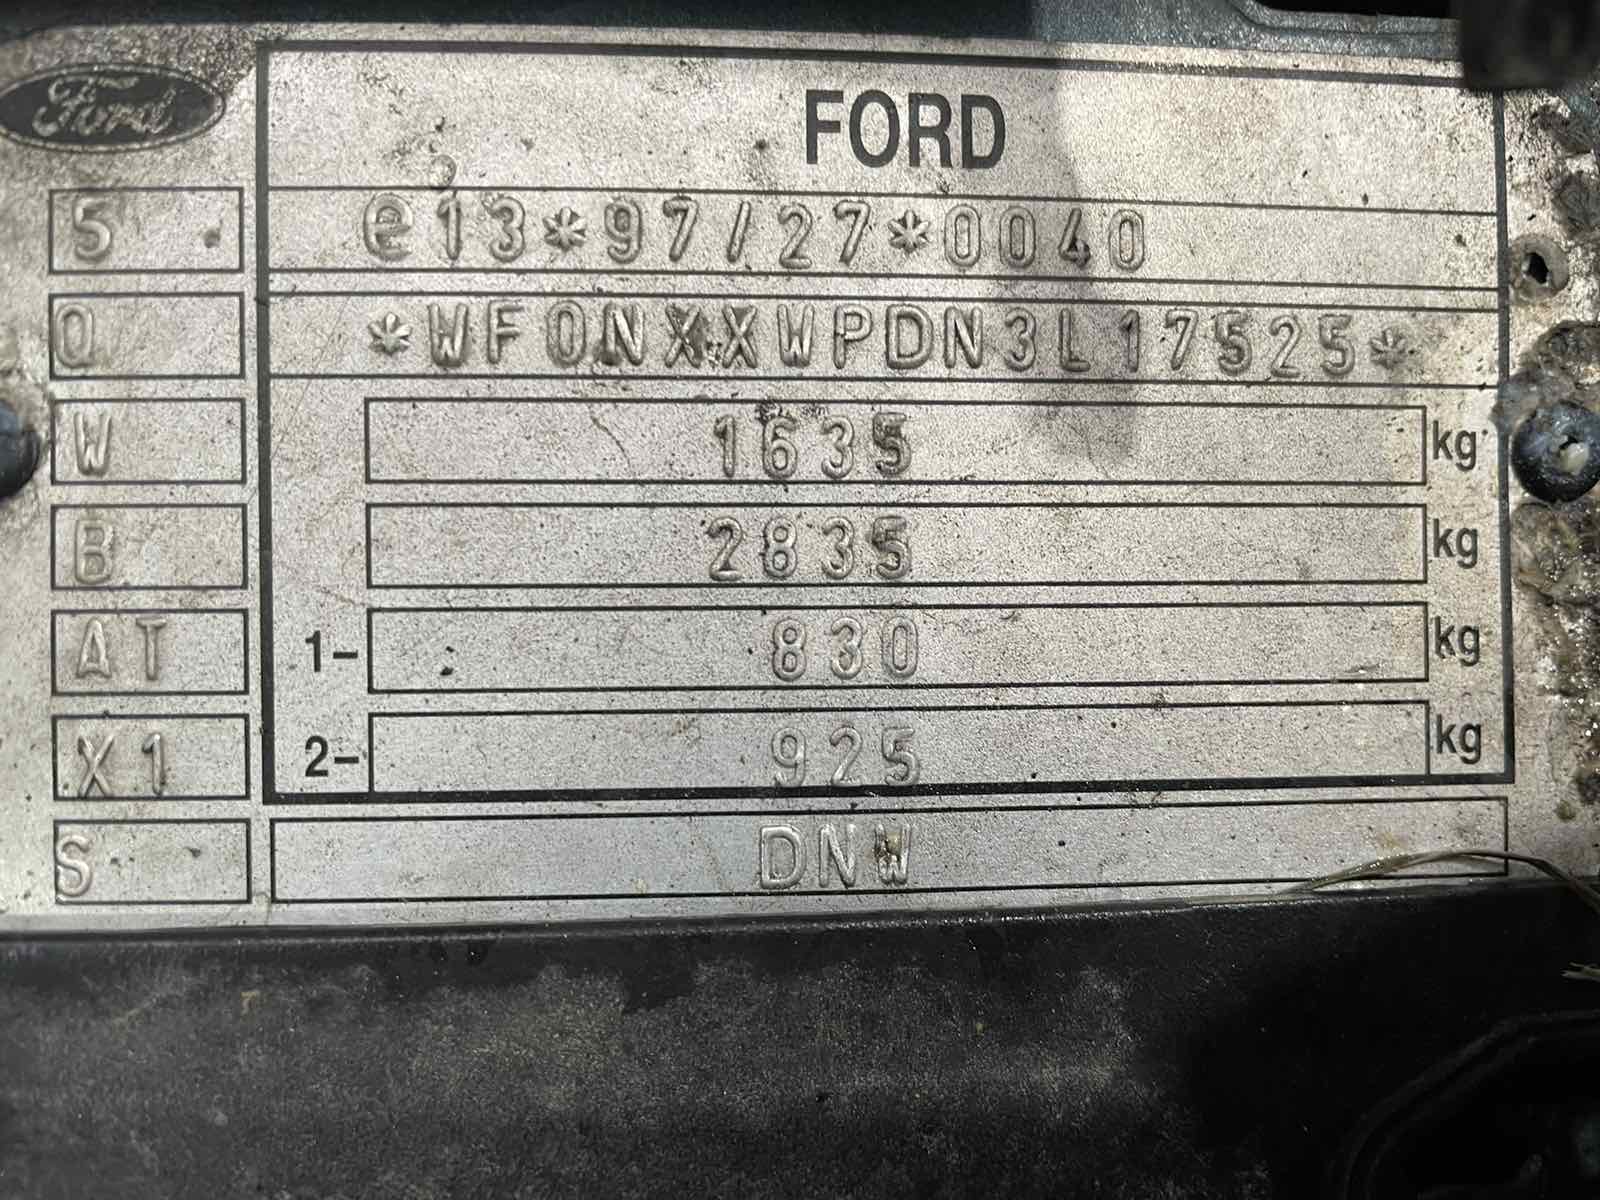 Ford
FORD
5 e13*97/27*0040
Q *WF0NXXWPDN3L17525*
W 1635 kg
B 2835 kg
AT 1- 830 kg
X1 2- 925 kg
S DNW